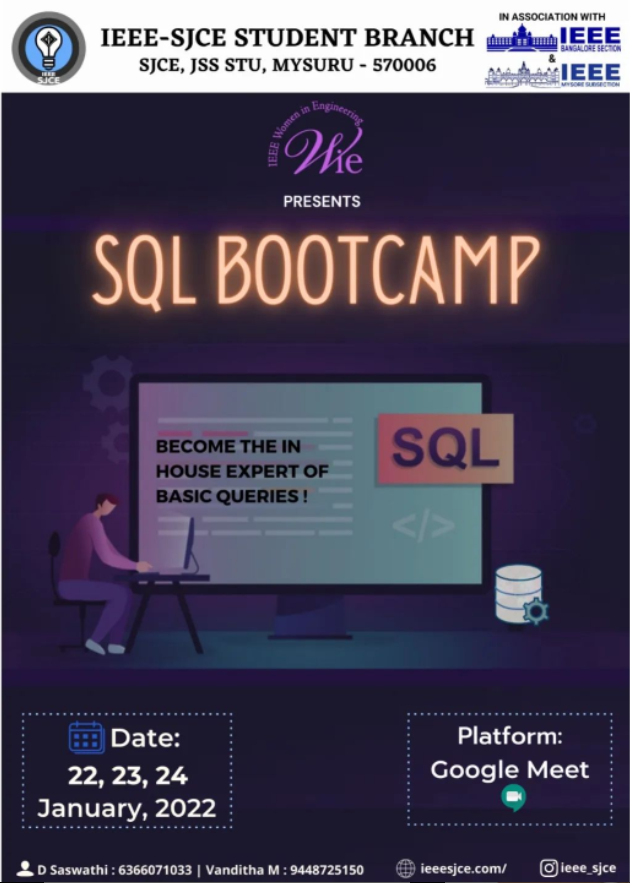 IEEE-SJCE STUDENT BRANCH
SJCE, JSS STU, MYSURU - 570006
IEEE
SJCE
IN ASSOCIATION WITH
IEEE
BANGALORE SECTION
&
IEEE
MYSORE SUBSECTION
IEEE Women in Engineering
Wie
PRESENTS
SQL BOOTCAMP
BECOME THE IN
HOUSE EXPERT OF
BASIC QUERIES !
SQL
</>
Date:
22, 23, 24
January, 2022
Platform:
Google Meet
D Saswathi : 6366071033 | Vanditha M : 9448725150
ieeesjce.com/
ieee_sjce